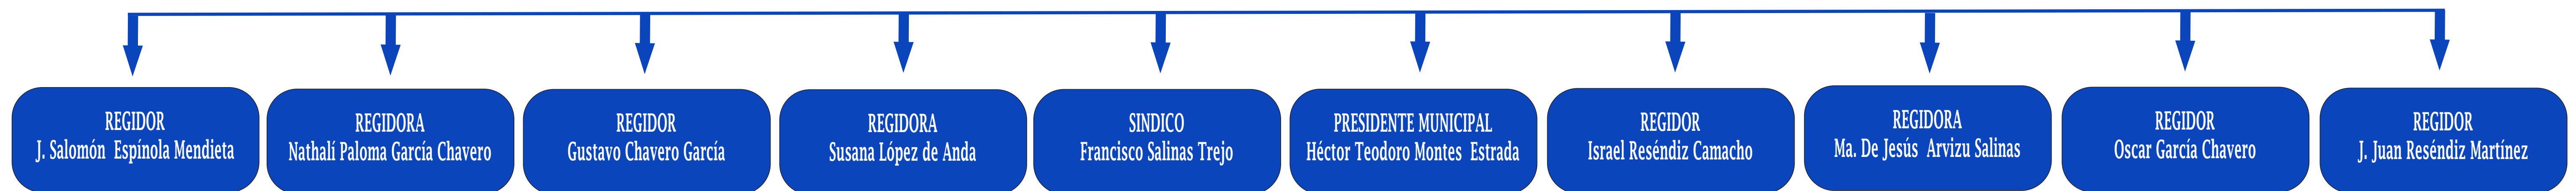 REGIDOR
J. Salomón Espínola Mendieta
REGIDORA
Nathalí Paloma García Chavero
REGIDOR
Gustavo Chavero García
REGIDORA
Susana López de Anda
SINDICO
Francisco Salinas Trejo
PRESIDENTE MUNICIPAL
Héctor Teodoro Montes Estrada
REGIDOR
Israel Reséndiz Camacho
REGIDORA
Ma. De Jesús Arvizu Salinas
REGIDOR
Oscar García Chavero
REGIDOR
J. Juan Reséndiz Martínez